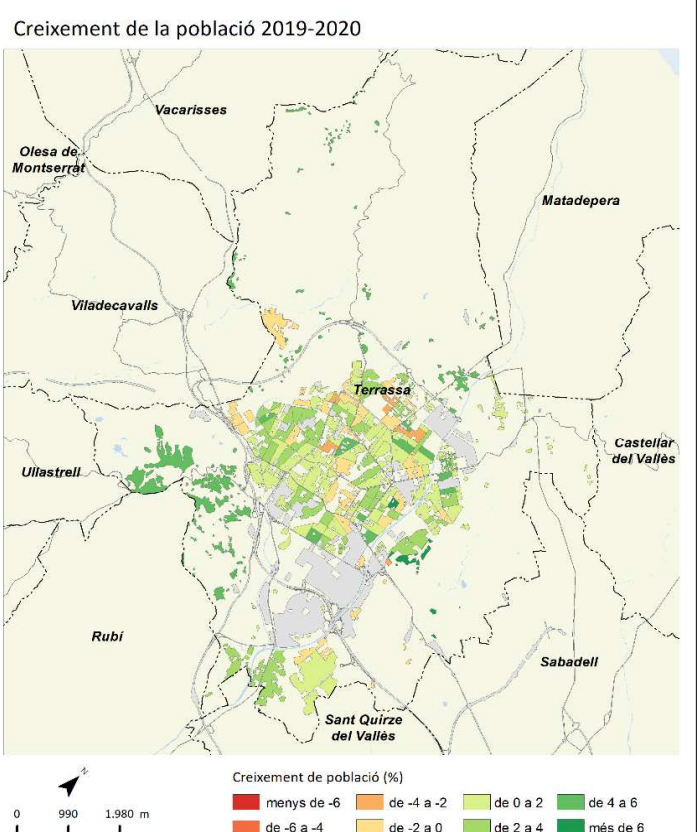 Creixement de la població 2019-2020
Vacarisses
Olesa de
Montserrat
Matadepera
Viladecavalls
Terrassa
Castellar
del Vallès
Ullastrell
Rubí
Sabadell
Sant Quirze
del Vallès
N
0 990 1.980 m
Creixement de població (%)
menys de -6 de -4 a -2 de 0 a 2 de 4 a 6
de -6 a -4 de -2 a 0 de 2 a 4 més de 6